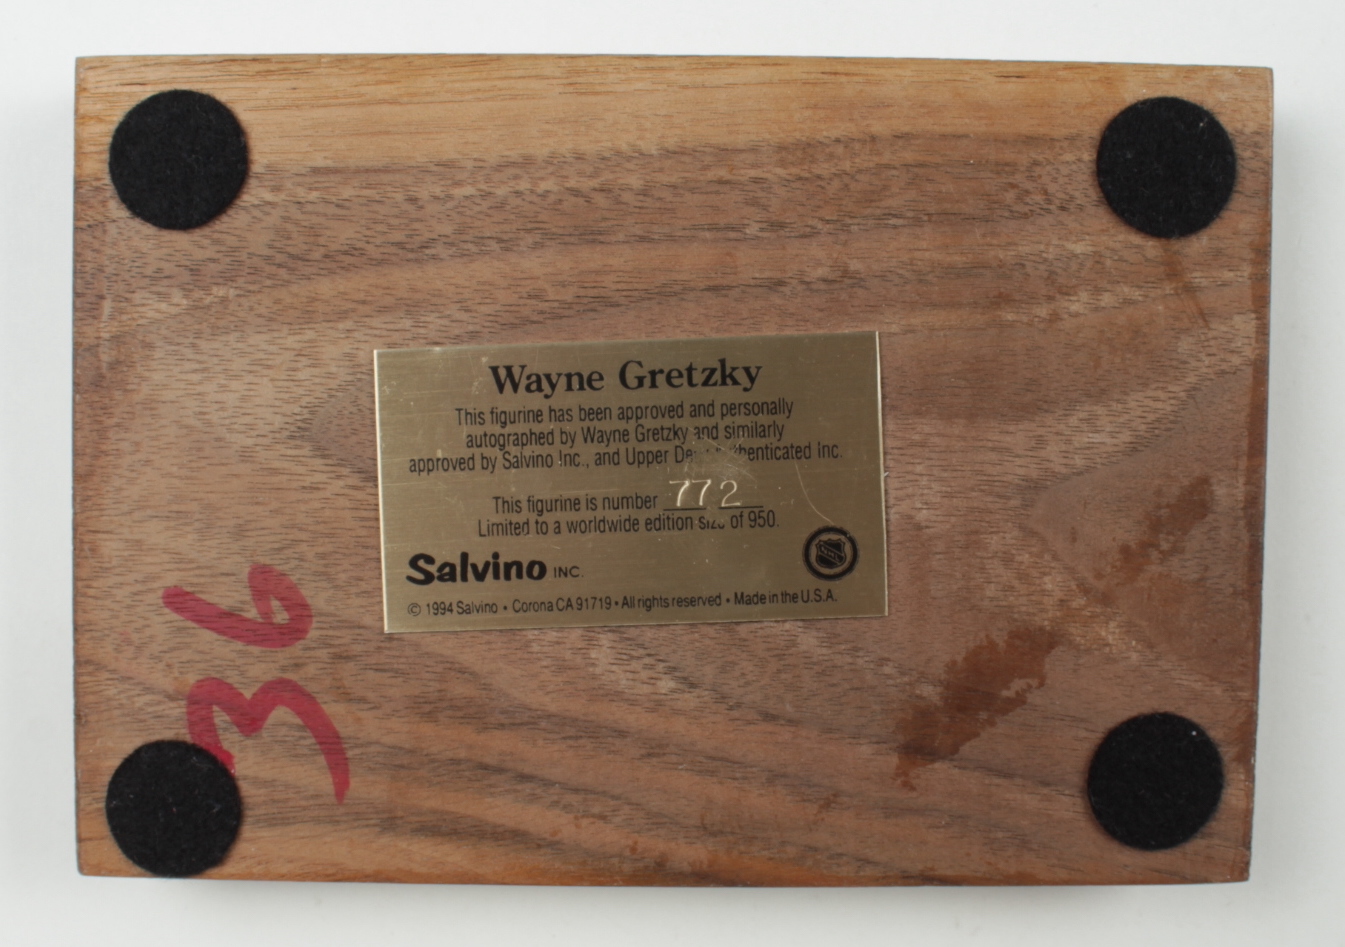 Wayne Gretzky
This figurine has been approved and personally
autographed by Wayne Gretzky and similarly
approved by Salvino Inc., and Upper Inc.
This figurine is number 772
Limited to a worldwide edition size of 950.
Salvino INC.
© 1994 Salvino • Corona CA 91719 • All rights reserved • Made in the U.S.A.
36